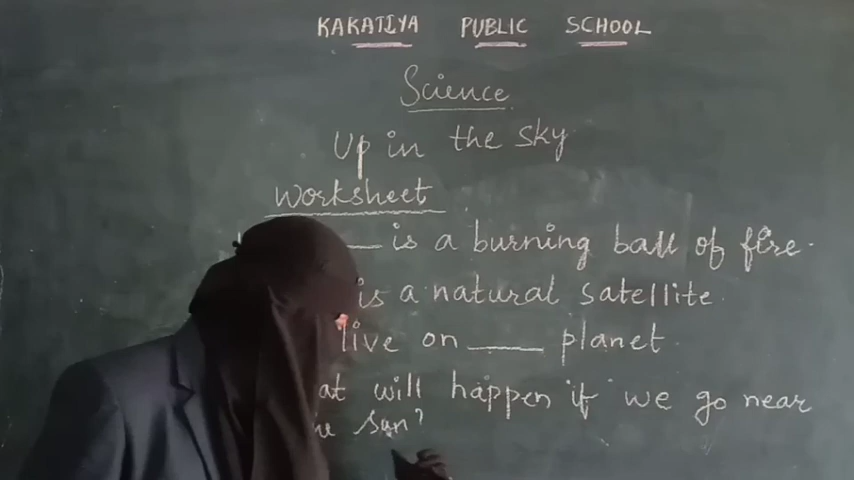 KAKATIYA PUBLIC SCHOOL
Science
Up in the sky
Worksheet
___ is a burning ball of fire.
is a natural satellite.
live on ___ planet.
at will happen if we go near
sun?